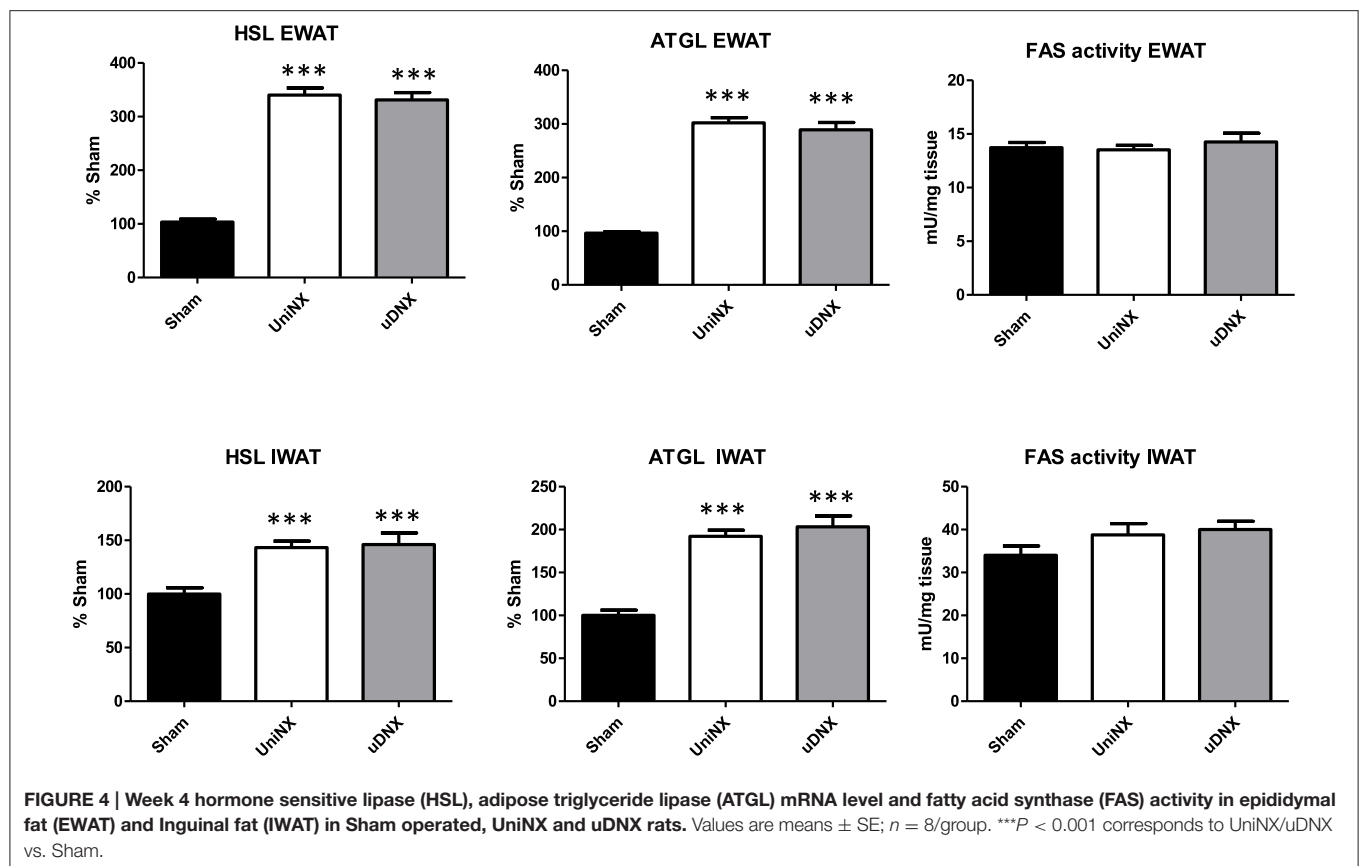 HSL EWAT
400
300
200
100
0
% Sham
***
***
Sham
UniNX
uDNX
ATGL EWAT
400
300
200
100
0
% Sham
***
***
Sham
UniNX
uDNX
FAS activity EWAT
20
15
10
5
0
mU/mg tissue
Sham
UniNX
uDNX
HSL IWAT
200
150
100
50
0
% Sham
***
***
Sham
UniNX
uDNX
ATGL IWAT
250
200
150
100
50
0
% Sham
***
***
Sham
UniNX
uDNX
FAS activity IWAT
50
40
30
20
10
0
mU/mg tissue
Sham
UniNX
uDNX
FIGURE 4 | Week 4 hormone sensitive lipase (HSL), adipose triglyceride lipase (ATGL) mRNA level and fatty acid synthase (FAS) activity in epididymal
fat (EWAT) and Inguinal fat (IWAT) in Sham operated, UniNX and uDNX rats. Values are means ± SE; n = 8/group. ***P < 0.001 corresponds to UniNX/uDNX
vs. Sham.